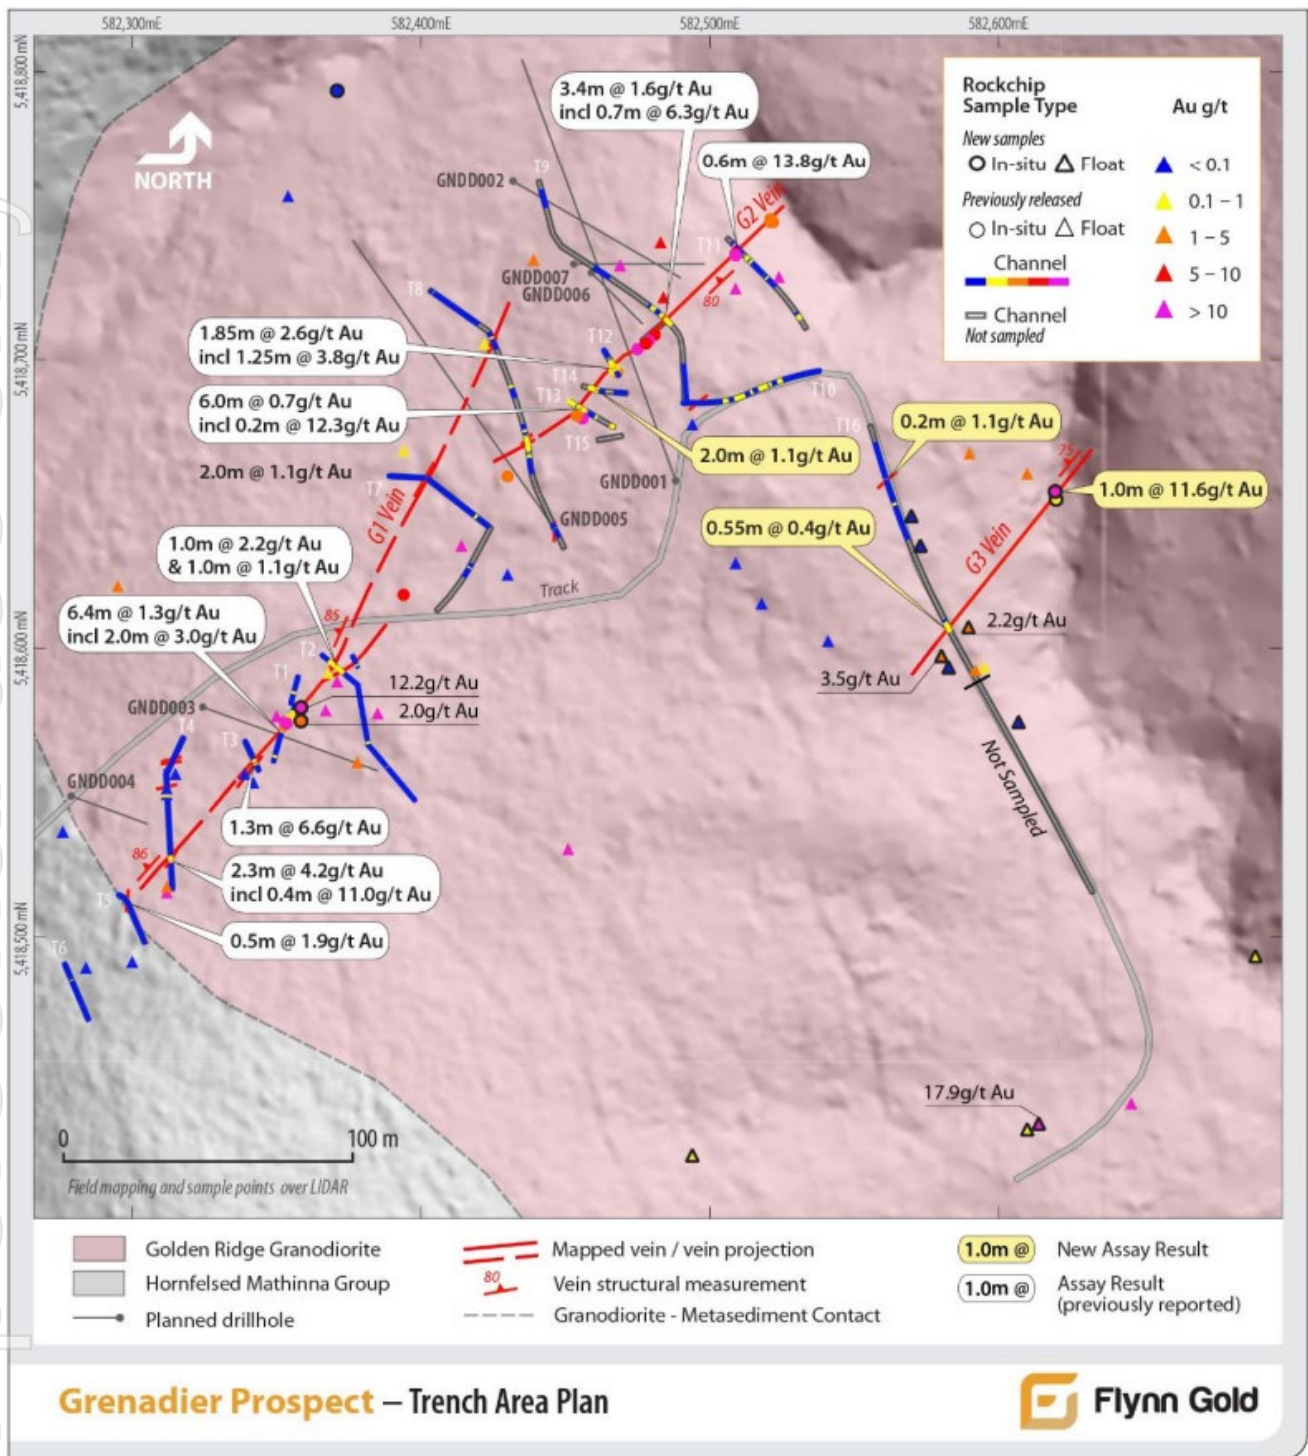 582,300mE
582,400mE
582,500mE
582,600mE
5,418,800 mN
5,418,700 mN
5,418,600 mN
5,418,500 mN
NORTH
Rockchip
Sample Type
Au g/t
New samples
In-situ
Float
Previously released
In-situ
Float
Channel
Channel
Not sampled
< 0.1
0.1 – 1
1 – 5
5 – 10
> 10
3.4m @ 1.6g/t Au
incl 0.7m @ 6.3g/t Au
0.6m @ 13.8g/t Au
GNDD002
T9
G2 Vein
T11
GNDD007
GNDD006
80
T8
1.85m @ 2.6g/t Au
incl 1.25m @ 3.8g/t Au
T12
T14
T13
T15
T10
6.0m @ 0.7g/t Au
incl 0.2m @ 12.3g/t Au
T16
0.2m @ 1.1g/t Au
2.0m @ 1.1g/t Au
75
2.0m @ 1.1g/t Au
T7
GNDD001
1.0m @ 11.6g/t Au
G1 Vein
GNDD005
0.55m @ 0.4g/t Au
G3 Vein
1.0m @ 2.2g/t Au
& 1.0m @ 1.1g/t Au
Track
6.4m @ 1.3g/t Au
incl 2.0m @ 3.0g/t Au
85
2.2g/t Au
T2
T1
12.2g/t Au
3.5g/t Au
GNDD003
2.0g/t Au
T4
T3
Not Sampled
GNDD004
1.3m @ 6.6g/t Au
86
2.3m @ 4.2g/t Au
incl 0.4m @ 11.0g/t Au
T5
0.5m @ 1.9g/t Au
T6
17.9g/t Au
0
100 m
Field mapping and sample points over LIDAR
Golden Ridge Granodiorite
Hornfelsed Mathinna Group
Planned drillhole
Mapped vein / vein projection
80
Vein structural measurement
Granodiorite - Metasediment Contact
1.0m @
New Assay Result
1.0m @
Assay Result
(previously reported)
Grenadier Prospect – Trench Area Plan
Flynn Gold